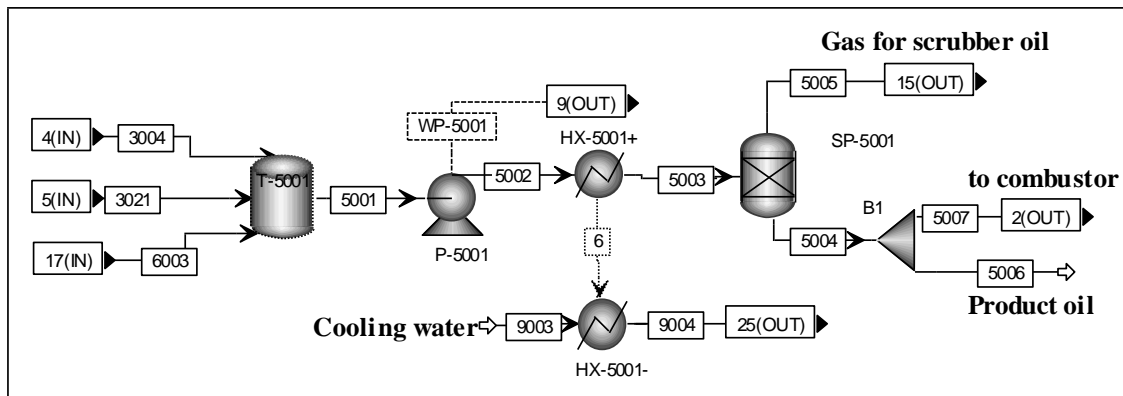 Gas for scrubber oil
5005
15(OUT)
9(OUT)
WP-5001
HX-5001+
SP-5001
4(IN)
3004
T-5001
5002
5003
to combustor
5(IN)
3021
5001
B1
5007
2(OUT)
17(IN)
6003
P-5001
6
5004
5006
Product oil
Cooling water
9003
9004
25(OUT)
HX-5001-